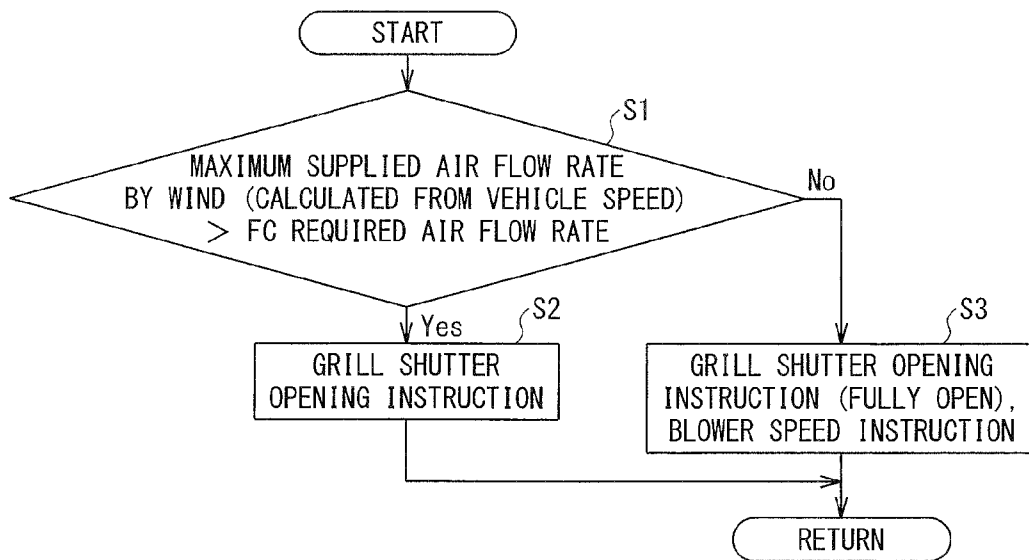 START
S1
MAXIMUM SUPPLIED AIR FLOW RATE
BY WIND (CALCULATED FROM VEHICLE SPEED)
> FC REQUIRED AIR FLOW RATE
No
Yes
S2
GRILL SHUTTER
OPENING INSTRUCTION
S3
GRILL SHUTTER OPENING
INSTRUCTION (FULLY OPEN),
BLOWER SPEED INSTRUCTION
RETURN